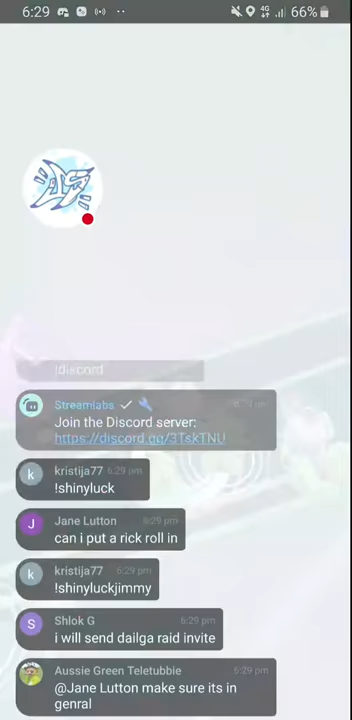 6:29
4G
66%
!dixcord
Streamlabs 6:29 pm
Join the Discord server:
https://discord.gg/3TskTNU
kristija77 6:29 pm
!shinyluck
Jane Lutton 6:29 pm
can i put a rick roll in
kristija77 6:29 pm
!shinyluckjimmy
Shlok G 6:29 pm
i will send dailga raid invite
Aussie Green Teletubbie 6:29 pm
@Jane Lutton make sure its in
genral